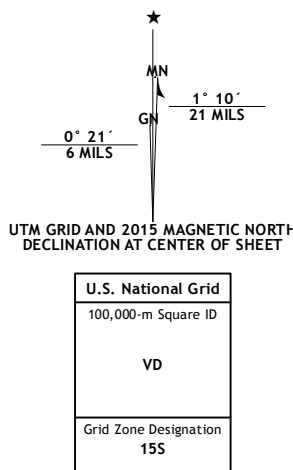 MN
1° 10´
21 MILS
GN
0° 21´
6 MILS
UTM GRID AND 2015 MAGNETIC NORTH
DECLINATION AT CENTER OF SHEET
U.S. National Grid
100,000-m Square ID
VD
Grid Zone Designation
15S